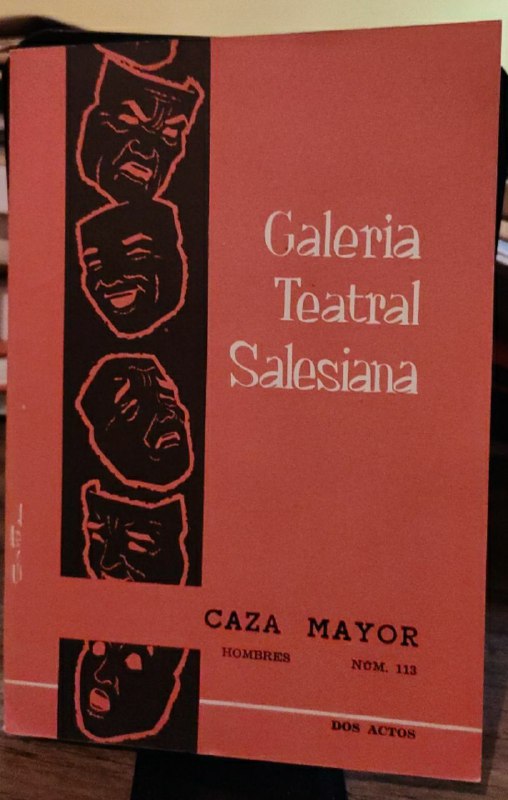 Galeria
Teatral
Salesiana
CAZA MAYOR
HOMBRES NÚM. 113
DOS ACTOS